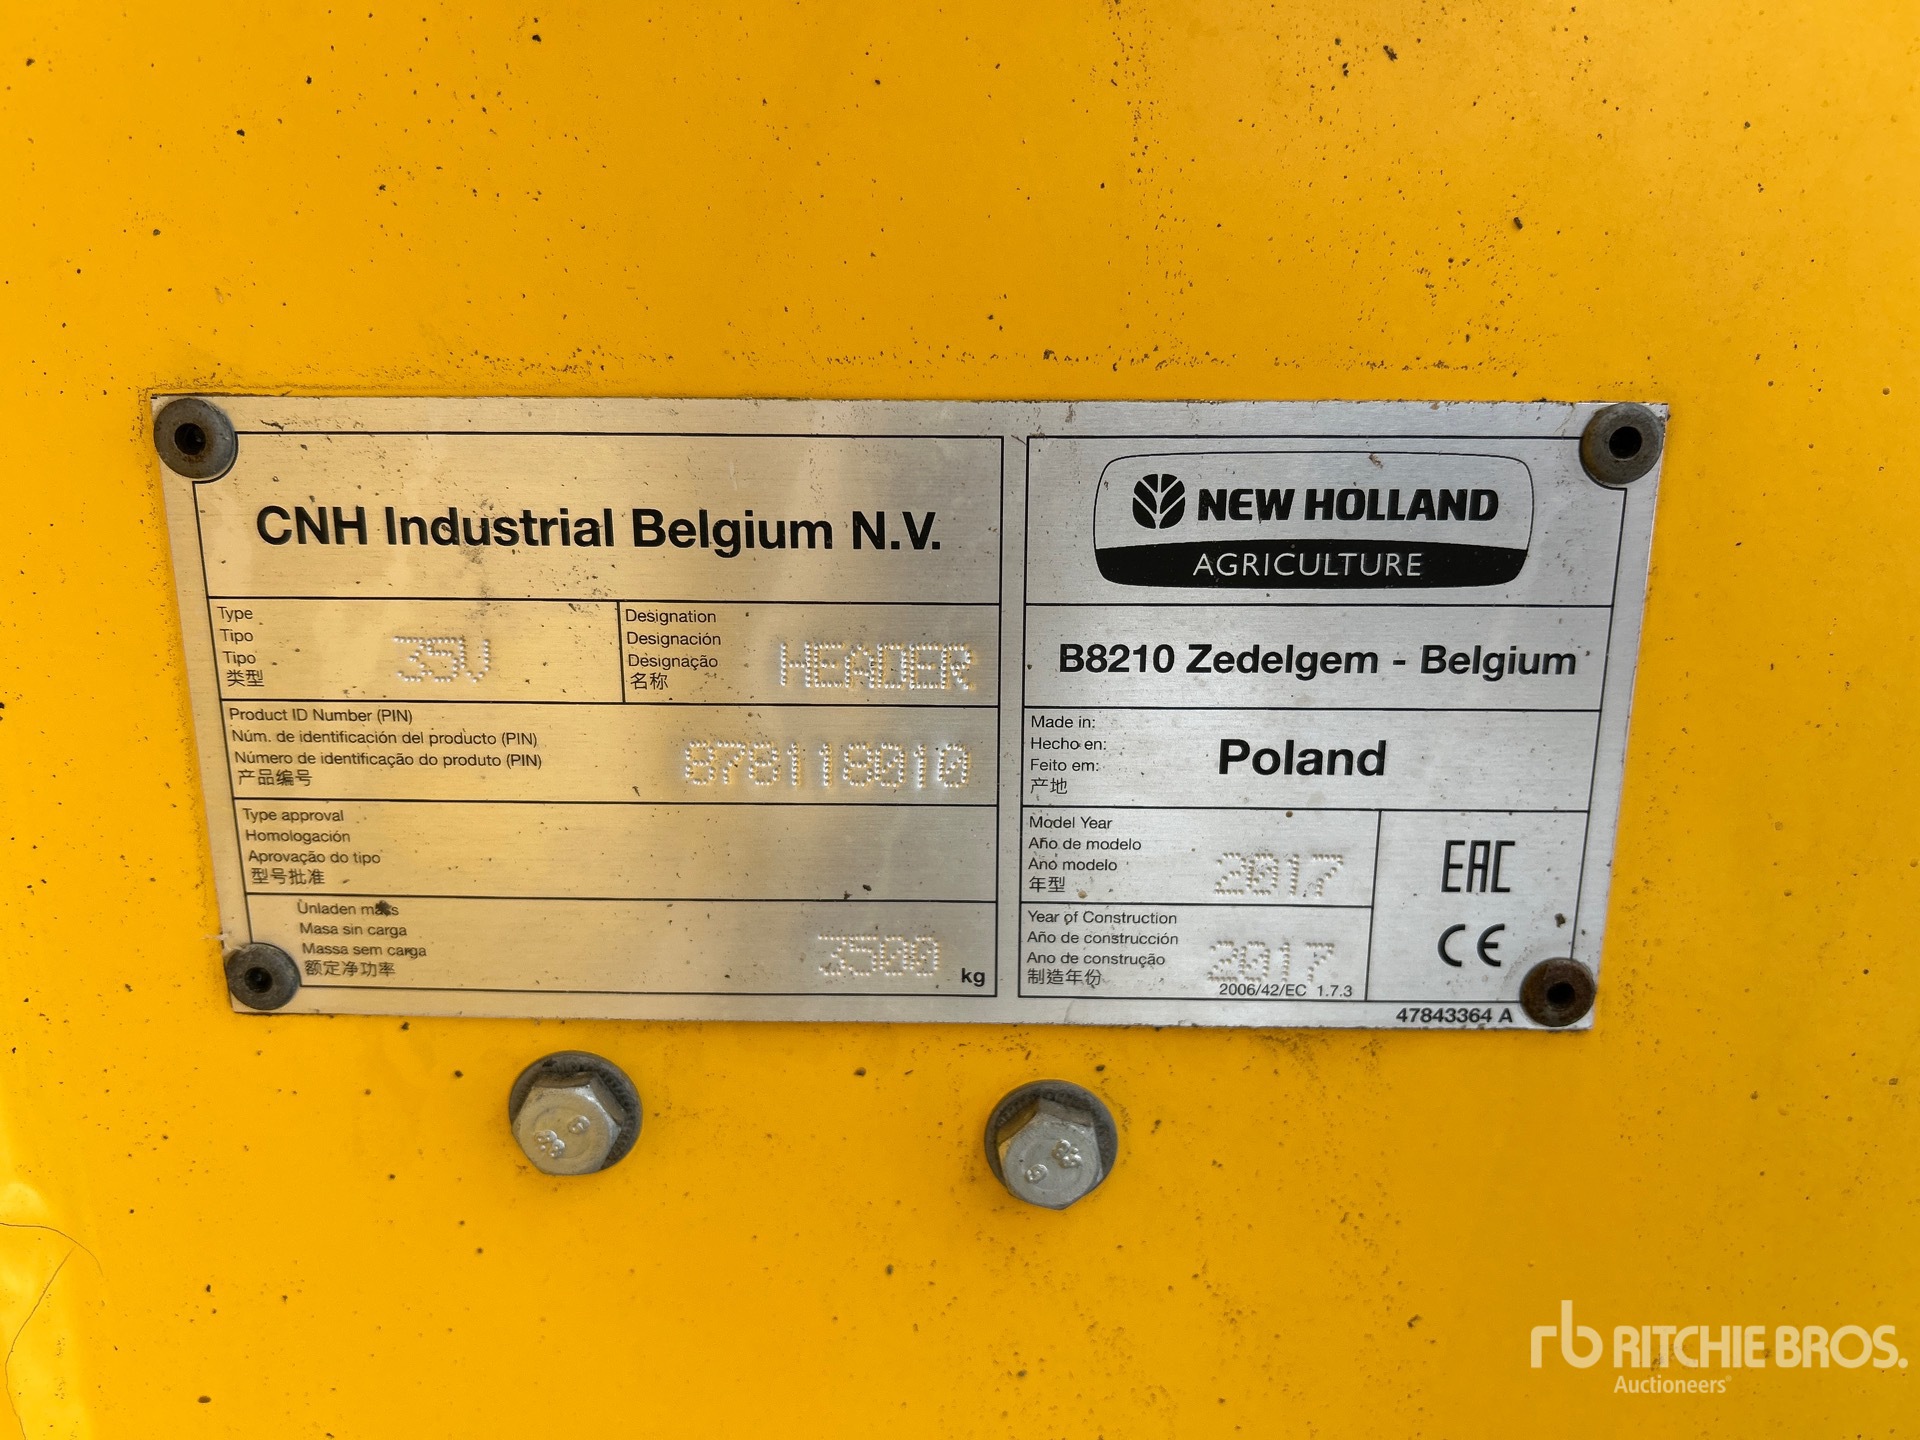 CNH Industrial Belgium N.V.
Type
Tipo
Tipo
类型
35V
Designation
Designación
Designação
名称
HEADER
Product ID Number (PIN)
Núm. de identificación del producto (PIN)
Número de identificação do produto (PIN)
产品编号
878118010
Type approval
Homologación
Aprovação do tipo
型号批准
Unladen mass
Masa sin carga
Massa sem carga
额定净功率
3500
kg
NEW HOLLAND
AGRICULTURE
B8210 Zedelgem - Belgium
Made in:
Hecho en:
Feito em:
产地
Poland
Model Year
Año de modelo
Ano modelo
年型
2017
Year of Construction
Año de construcción
Ano de construção
制造年份
2017
2006/42/EC 1.7.3
EAC
CE
47843364 A
rb RITCHIE BROS.
Auctioneers